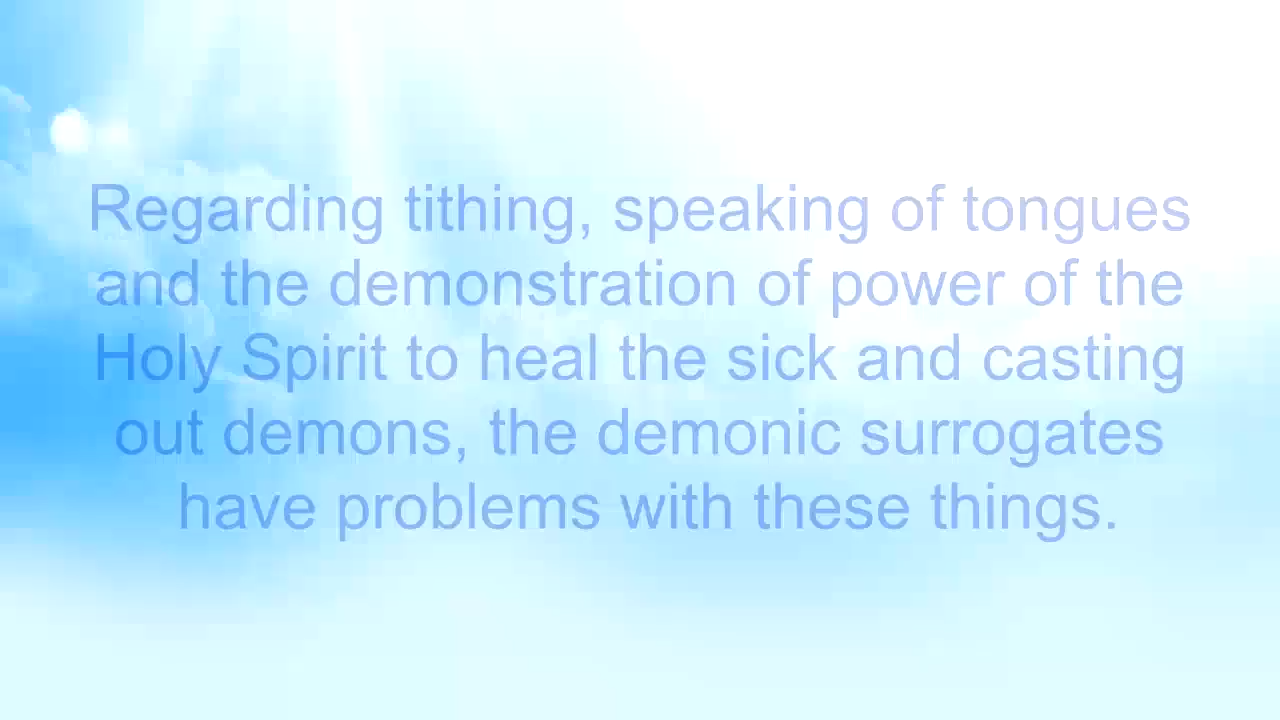 Regarding tithing, speaking of tongues
and the demonstration of power of the
Holy Spirit to heal the sick and casting
out demons, the demonic surrogates
have problems with these things.